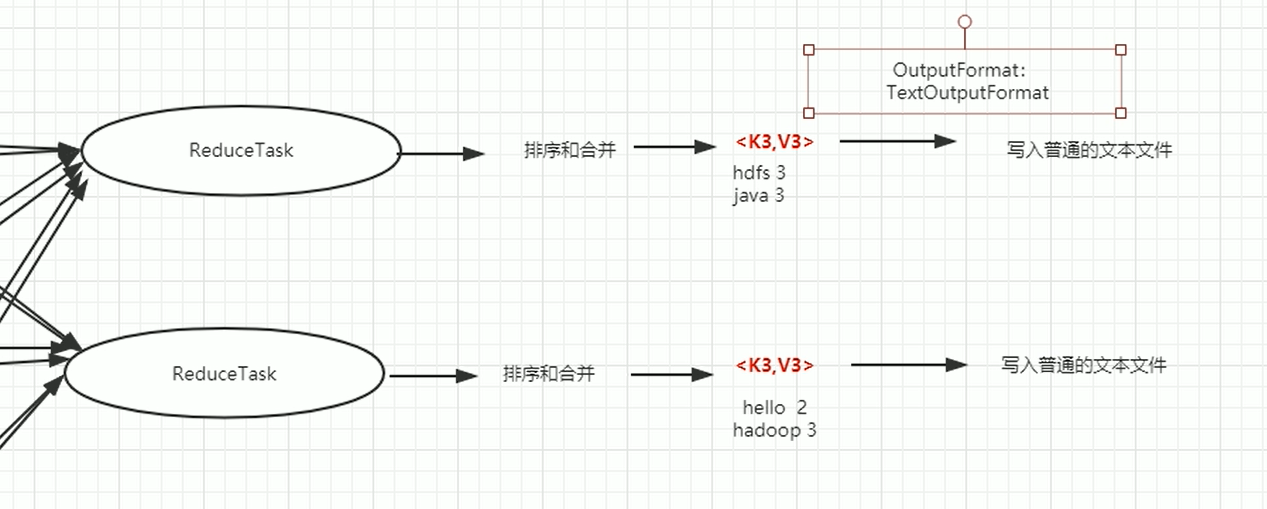 OutputFormat:
TextOutputFormat
ReduceTask
排序和合并
<K3,V3>
写入普通的文本文件
hdfs 3
java 3
ReduceTask
排序和合并
<K3,V3>
写入普通的文本文件
hello 2
hadoop 3